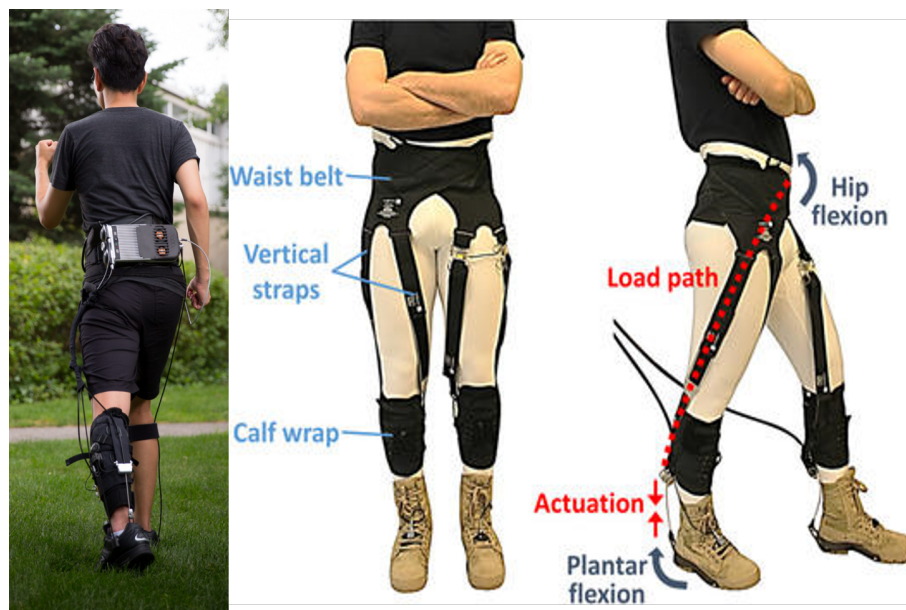 Waist belt
Vertical
straps
Calf wrap
Load path
Hip
flexion
Actuation
Plantar
flexion